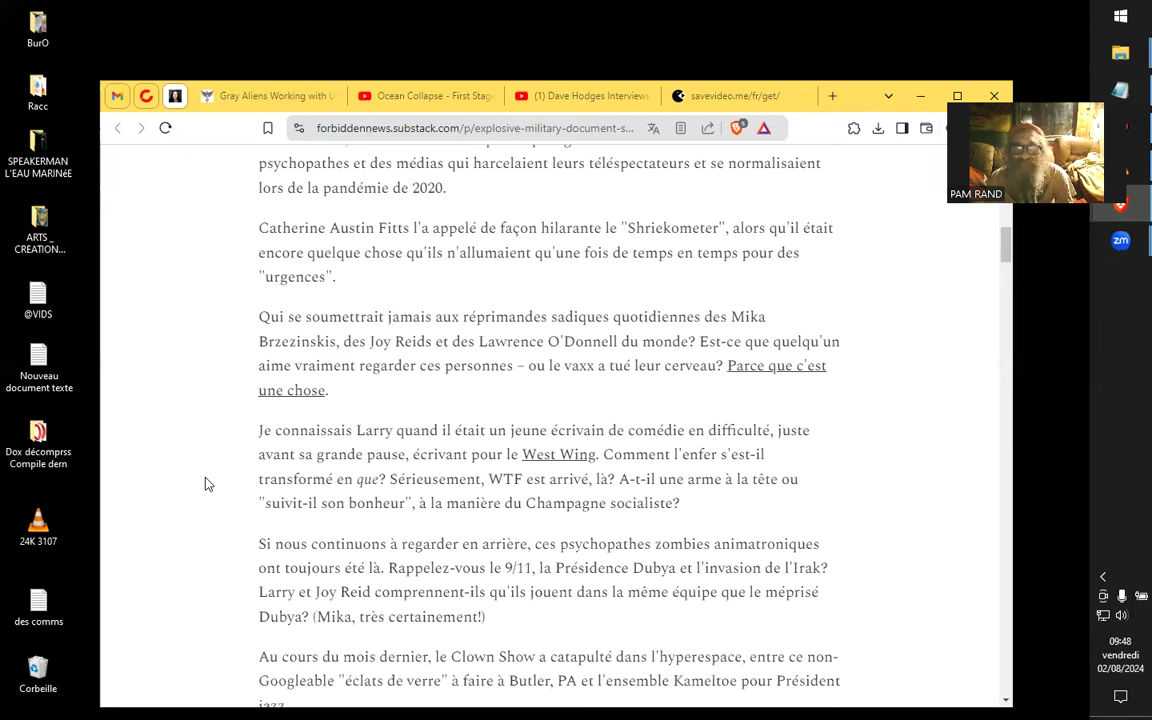 BurO
Racc
SPEAKERMAN
L'EAU MARINéE
ARTS _
CREATION...
@VIDS
Nouveau
document texte
Dox décomprss
Compile dern
24K 3107
des comms
Corbeille
Gray Aliens Working with U
Ocean Collapse - First Stage
(1) Dave Hodges Interviews
savevideo.me/fr/get/
forbiddennews.substack.com/p/explosive-military-document-s...
5
psychopathes et des médias qui harcelaient leurs téléspectateurs et se normalisaient
lors de la pandémie de 2020.
Catherine Austin Fitts l'a appelé de façon hilarante le "Shriekometer", alors qu'il était
encore quelque chose qu'ils n'allumaient qu'une fois de temps en temps pour des
"urgences".
Qui se soumettrait jamais aux réprimandes sadiques quotidiennes des Mika
Brzezinskis, des Joy Reids et des Lawrence O'Donnell du monde? Est-ce que quelqu'un
aime vraiment regarder ces personnes – ou le vaxx a tué leur cerveau? Parce que c'est
une chose.
Je connaissais Larry quand il était un jeune écrivain de comédie en difficulté, juste
avant sa grande pause, écrivant pour le West Wing. Comment l'enfer s'est-il
transformé en que? Sérieusement, WTF est arrivé, là? A-t-il une arme à la tête ou
"suivit-il son bonheur", à la manière du Champagne socialiste?
Si nous continuons à regarder en arrière, ces psychopathes zombies animatroniques
ont toujours été là. Rappelez-vous le 9/11, la Présidence Dubya et l'invasion de l'Irak?
Larry et Joy Reid comprennent-ils qu'ils jouent dans la même équipe que le méprisé
Dubya? (Mika, très certainement!)
Au cours du mois dernier, le Clown Show a catapulté dans l'hyperespace, entre ce non-
Googleable "éclats de verre" à faire à Butler, PA et l'ensemble Kameltoe pour Président
jazz.
PAM RAND
zm
09:48
vendredi
02/08/2024